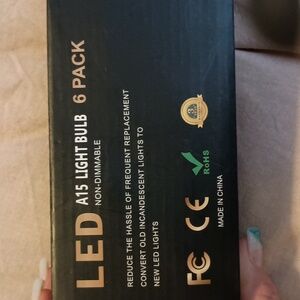 LED A15 LIGHT BULB 6 PACK
NON-DIMMABLE
REDUCE THE HASSLE OF FREQUENT REPLACEMENT
CONVERT OLD INCANDESCENT LIGHTS TO
NEW LED LIGHTS
FC CE RoHS
MADE IN CHINA